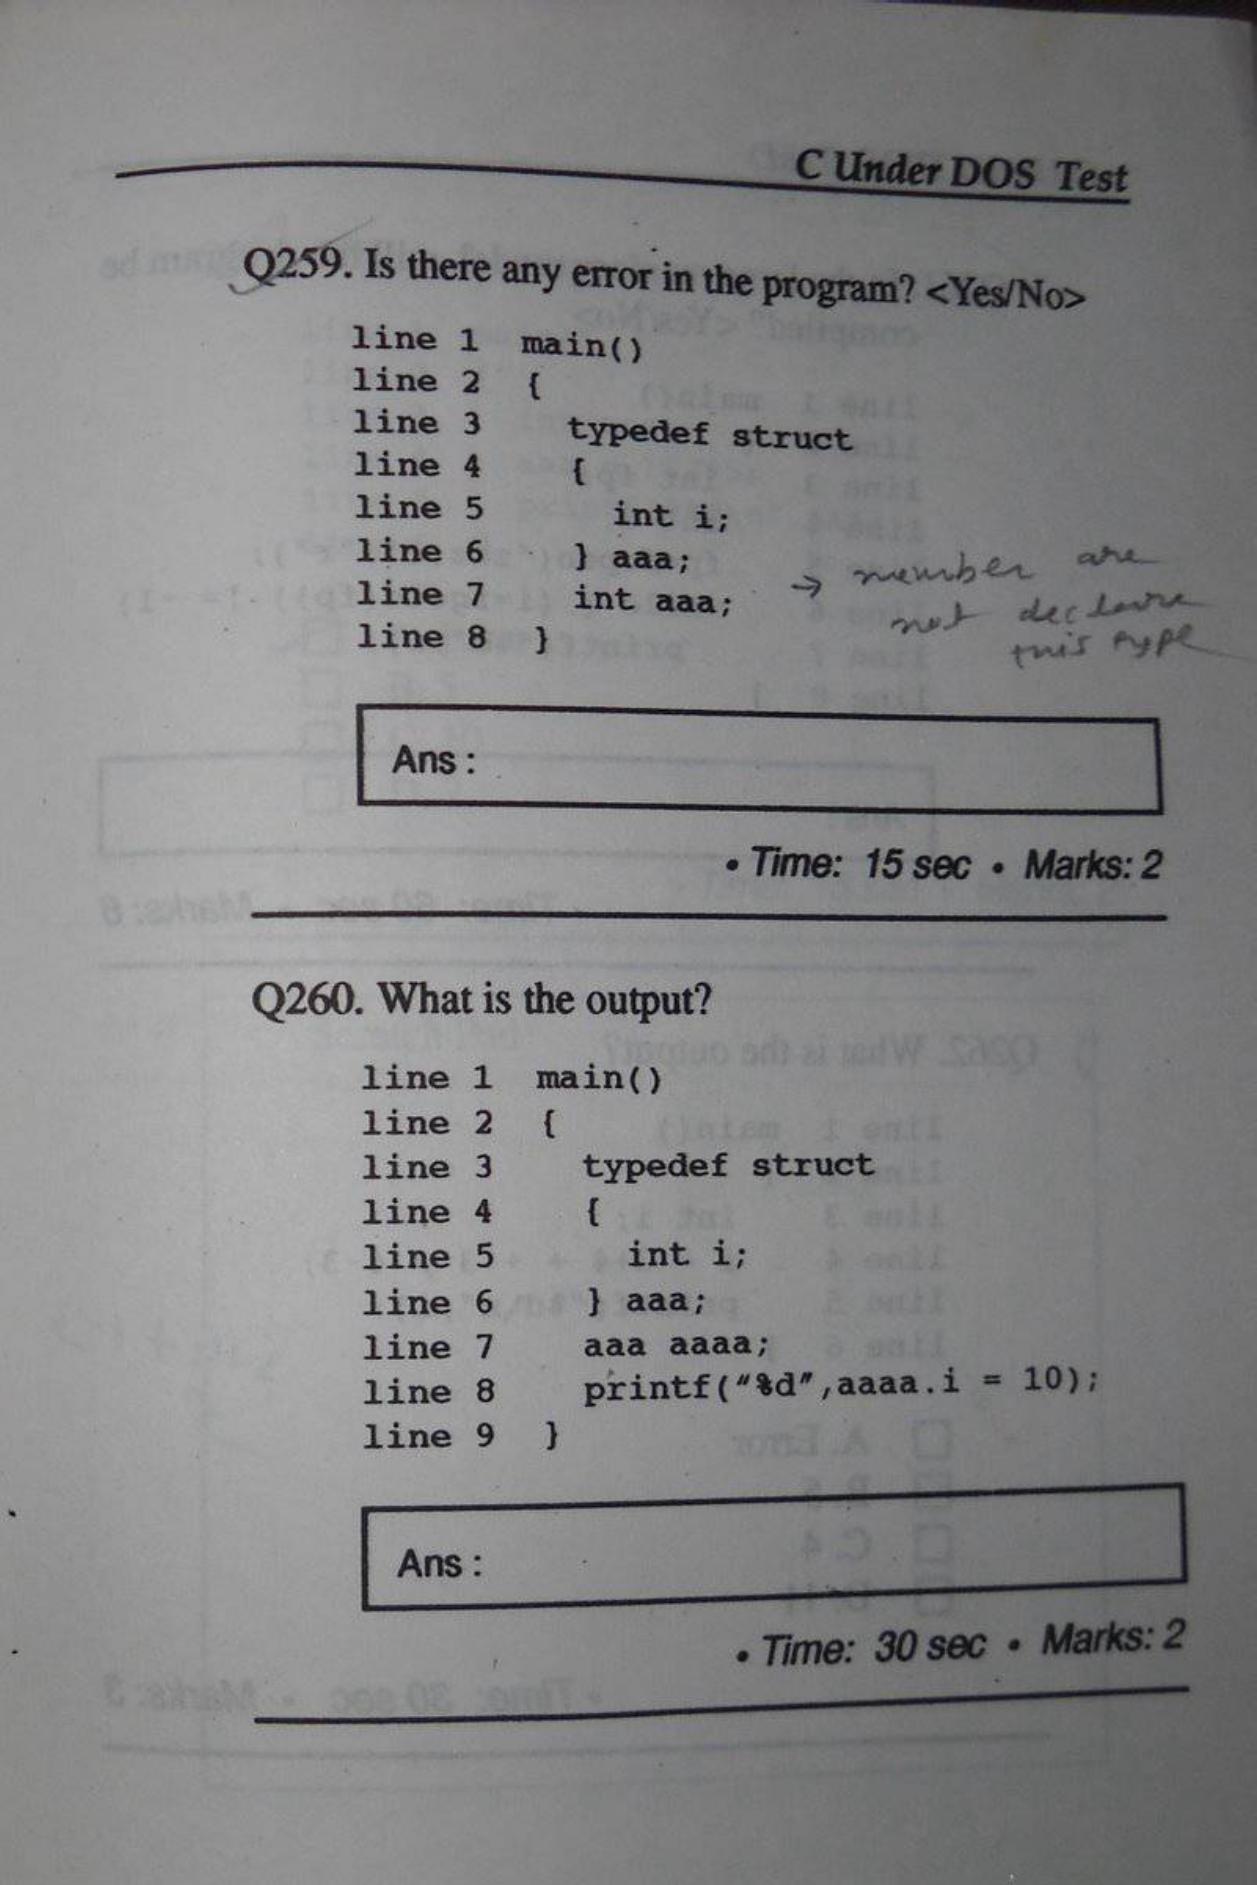 C Under DOS Test
Q259. Is there any error in the program? <Yes/No>
line 1 main()
line 2 {
line 3 typedef struct
line 4 {
line 5 int i;
line 6 } aaa;
line 7 int aaa;
line 8 }
→ member are
not declare
this type
Ans :
• Time: 15 sec • Marks: 2
Q260. What is the output?
line 1 main()
line 2 {
line 3 typedef struct
line 4 {
line 5 int i;
line 6 } aaa;
line 7 aaa aaaa;
line 8 printf("%d",aaaa.i = 10);
line 9 }
Ans :
• Time: 30 sec • Marks: 2